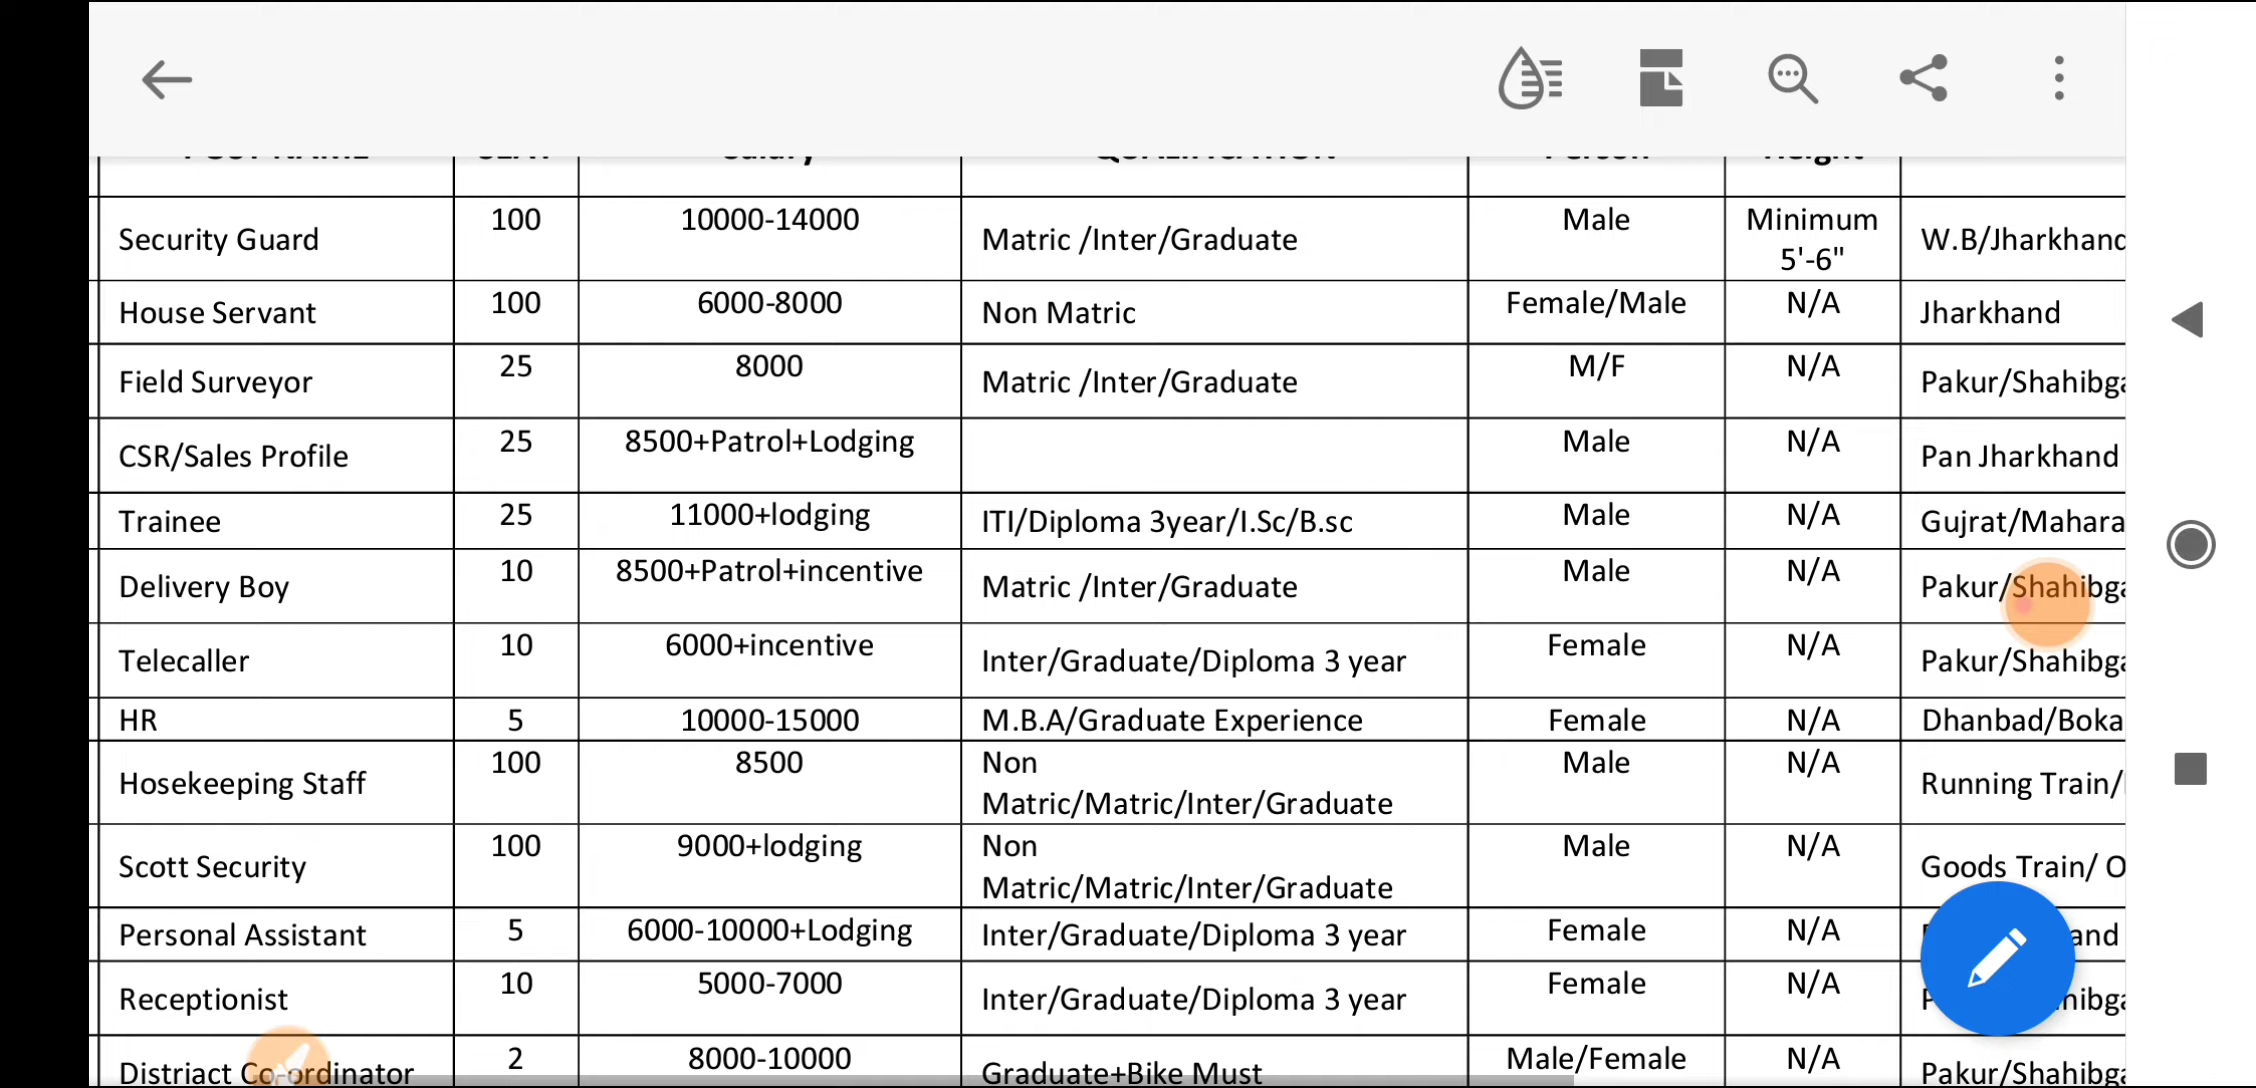 POST NAME SEAT Salary QUALIFICATION Person Height
Security Guard 100 10000-14000 Matric /Inter/Graduate Male Minimum 5'-6" W.B/Jharkhand
House Servant 100 6000-8000 Non Matric Female/Male N/A Jharkhand
Field Surveyor 25 8000 Matric /Inter/Graduate M/F N/A Pakur/Shahibga
CSR/Sales Profile 25 8500+Patrol+Lodging Male N/A Pan Jharkhand
Trainee 25 11000+lodging ITI/Diploma 3year/I.Sc/B.sc Male N/A Gujrat/Mahara
Delivery Boy 10 8500+Patrol+incentive Matric /Inter/Graduate Male N/A Pakur/Shahibga
Telecaller 10 6000+incentive Inter/Graduate/Diploma 3 year Female N/A Pakur/Shahibga
HR 5 10000-15000 M.B.A/Graduate Experience Female N/A Dhanbad/Boka
Hosekeeping Staff 100 8500 Non Matric/Matric/Inter/Graduate Male N/A Running Train/
Scott Security 100 9000+lodging Non Matric/Matric/Inter/Graduate Male N/A Goods Train/ O
Personal Assistant 5 6000-10000+Lodging Inter/Graduate/Diploma 3 year Female N/A and
Receptionist 10 5000-7000 Inter/Graduate/Diploma 3 year Female N/A hibga
Distriact Co-ordinator 2 8000-10000 Graduate+Bike Must Male/Female N/A Pakur/Shahibga